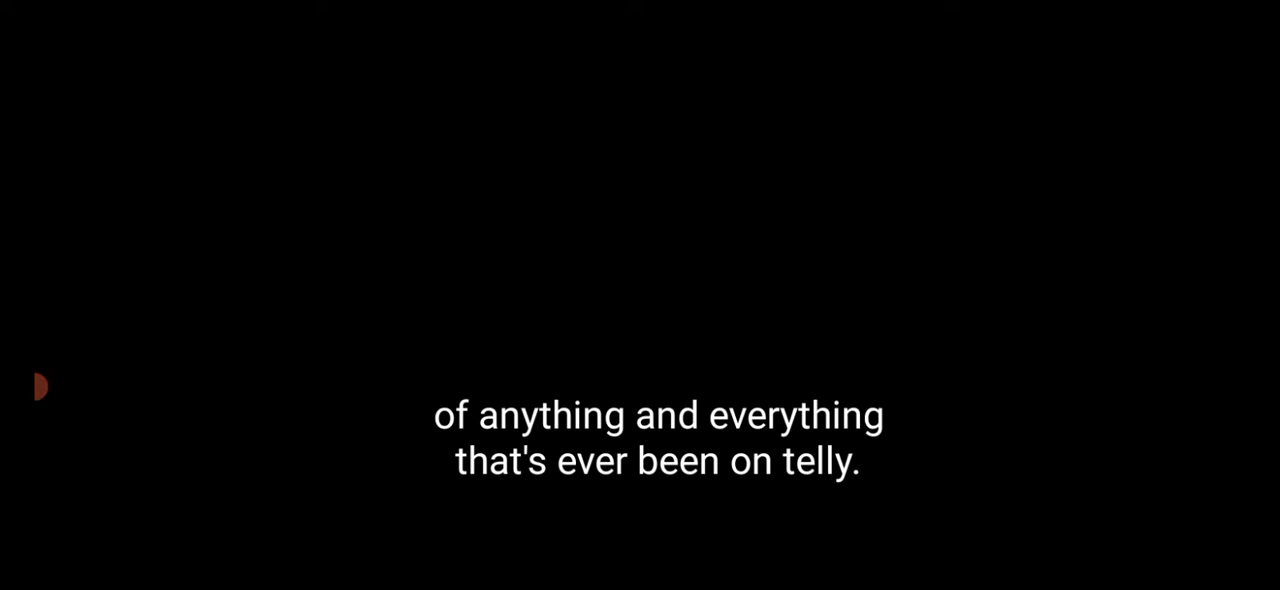 of anything and everything
that's ever been on telly.